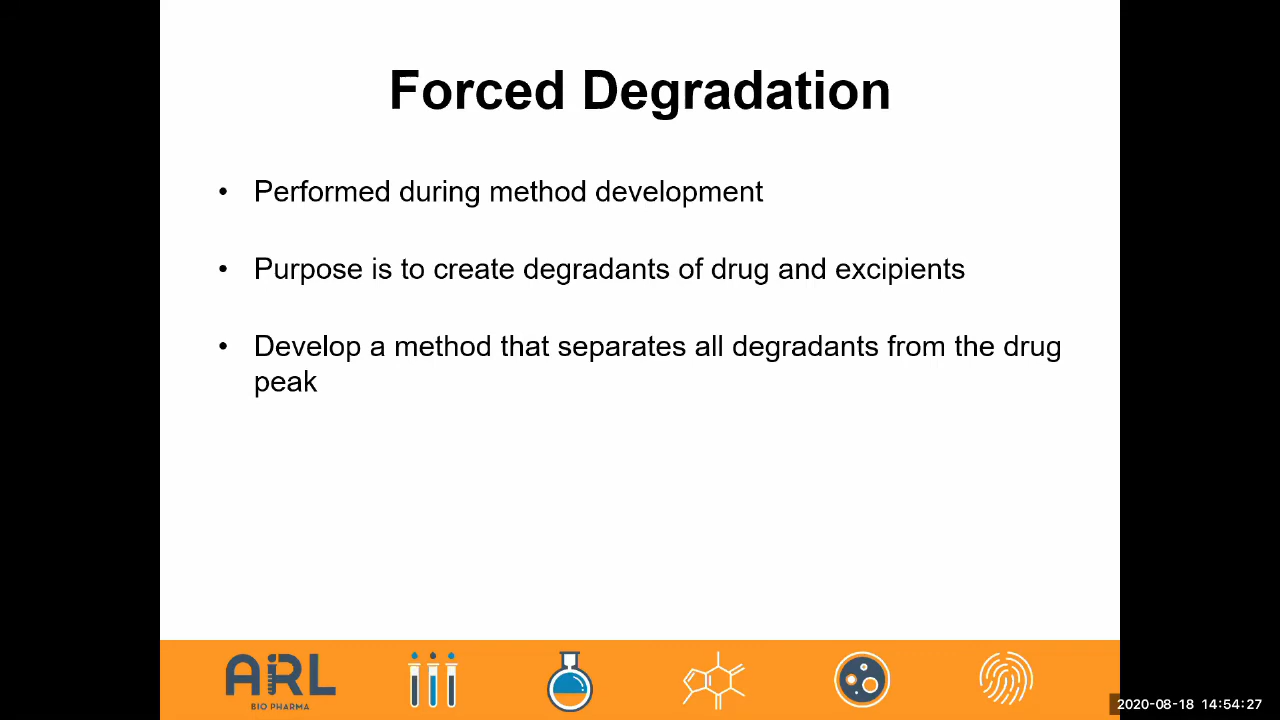 Forced Degradation
• Performed during method development
• Purpose is to create degradants of drug and excipients
• Develop a method that separates all degradants from the drug
peak
ARL
BIO PHARMA
2020-08-18 14:54:27